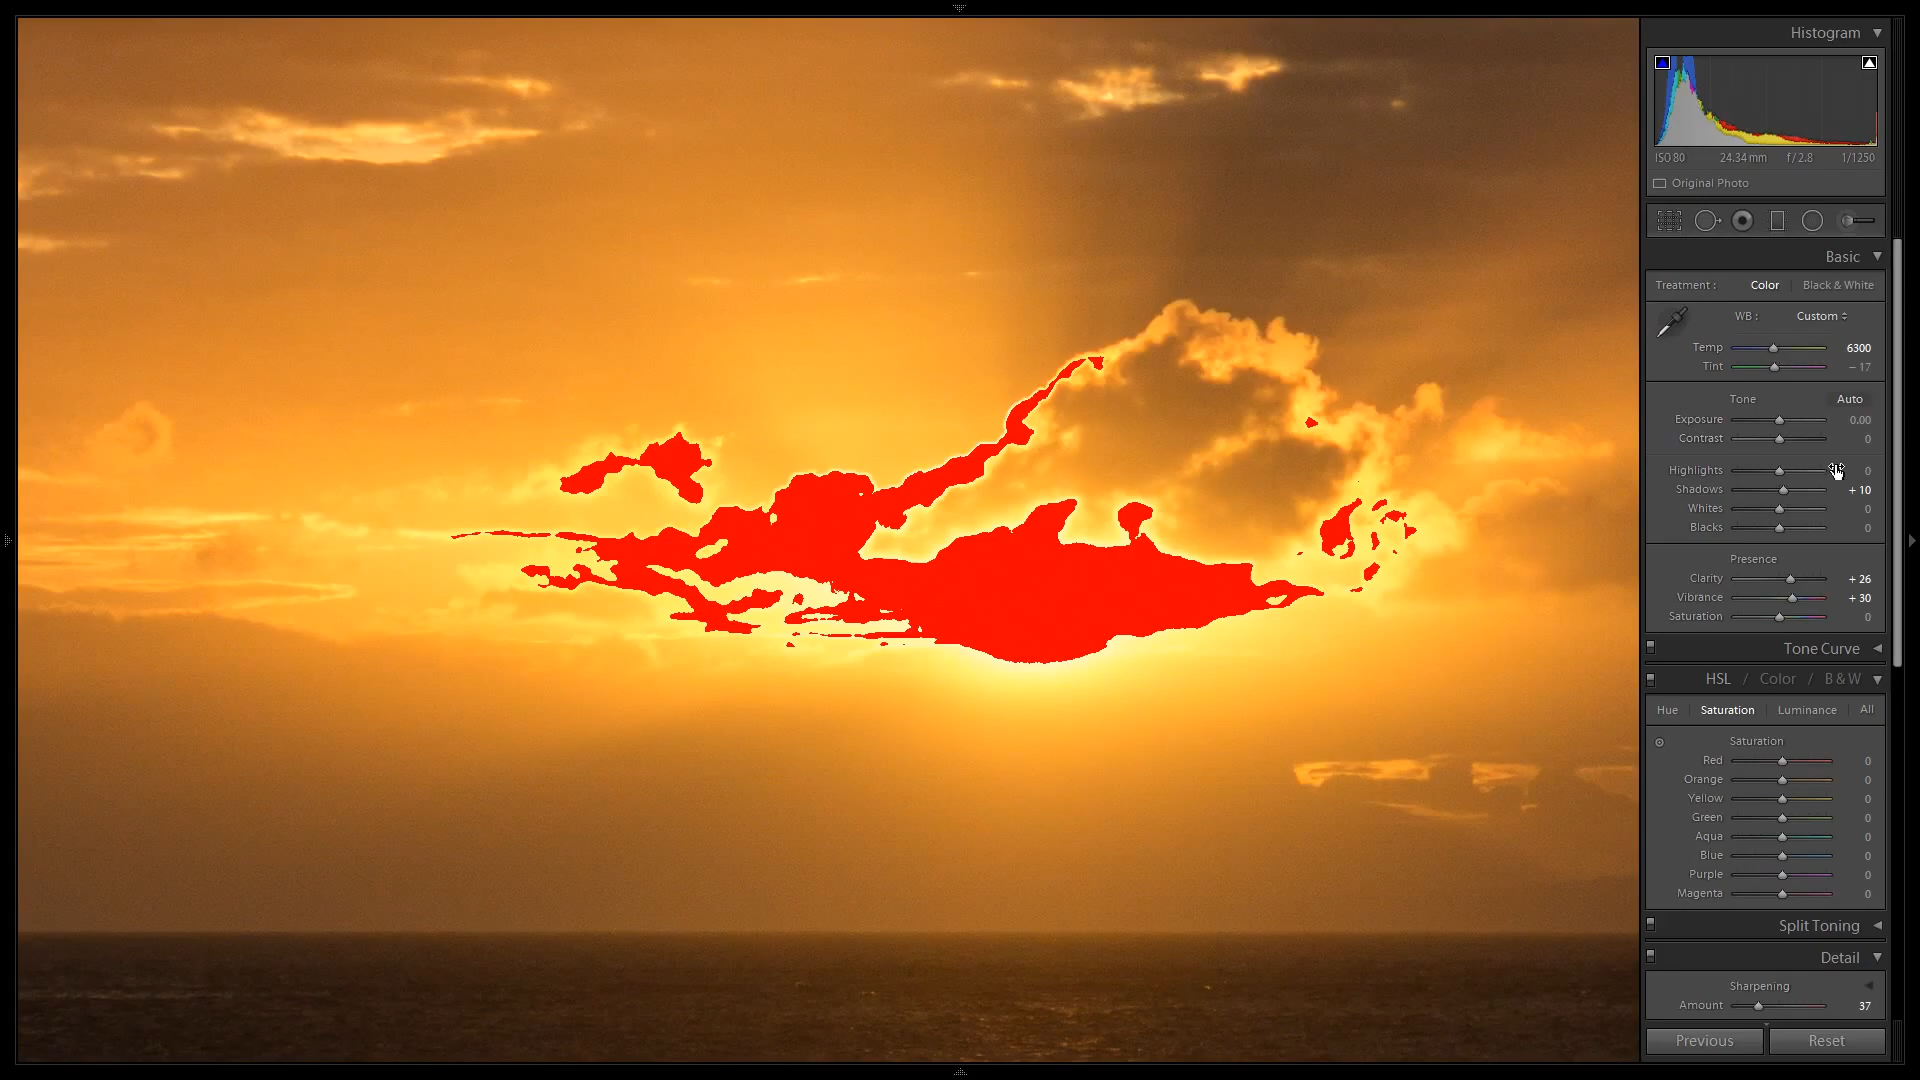 Histogram
ISO 80 24.34 mm f / 2.8 1/1250
Original Photo
Basic
Treatment : Color Black & White
WB : Custom
Temp 6300
Tint – 17
Tone Auto
Exposure 0.00
Contrast 0
Highlights 0
Shadows + 10
Whites 0
Blacks 0
Presence
Clarity + 26
Vibrance + 30
Saturation 0
Tone Curve
HSL / Color / B & W
Hue Saturation Luminance All
Saturation
Red 0
Orange 0
Yellow 0
Green 0
Aqua 0
Blue 0
Purple 0
Magenta 0
Split Toning
Detail
Sharpening
Amount 37
Previous Reset